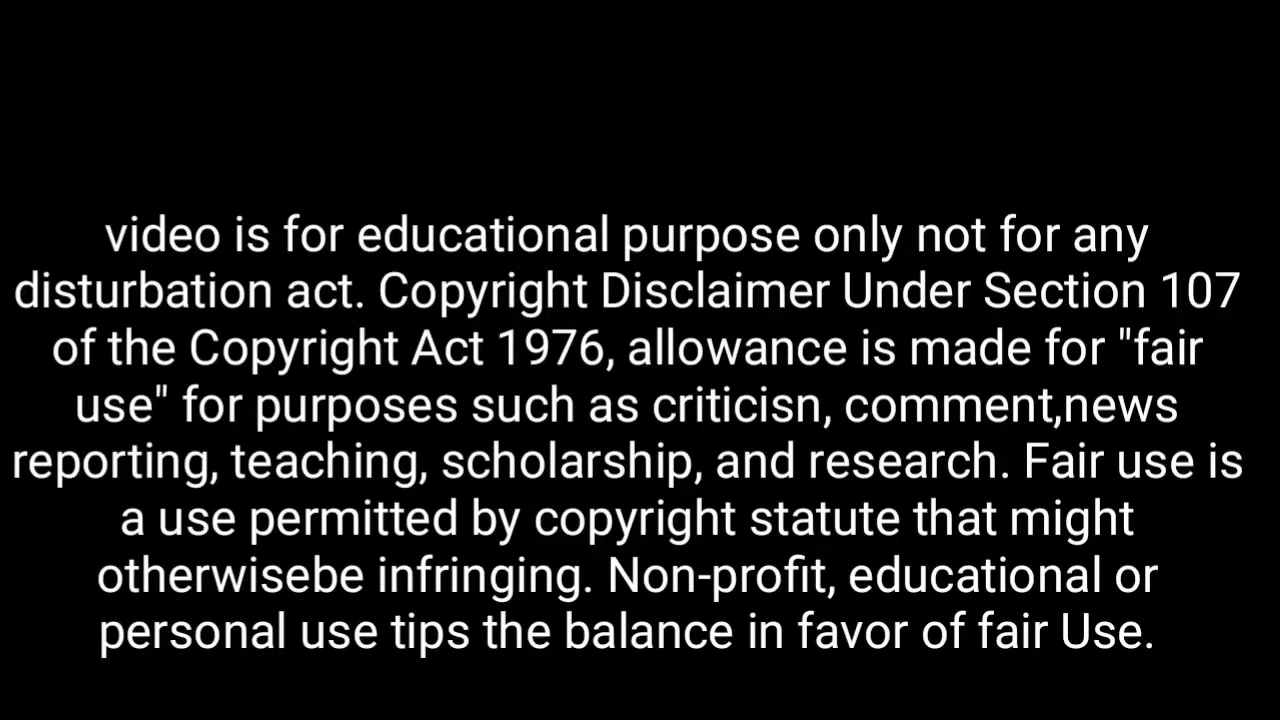 video is for educational purpose only not for any
disturbation act. Copyright Disclaimer Under Section 107
of the Copyright Act 1976, allowance is made for "fair
use" for purposes such as criticisn, comment,news
reporting, teaching, scholarship, and research. Fair use is
a use permitted by copyright statute that might
otherwisebe infringing. Non-profit, educational or
personal use tips the balance in favor of fair Use.